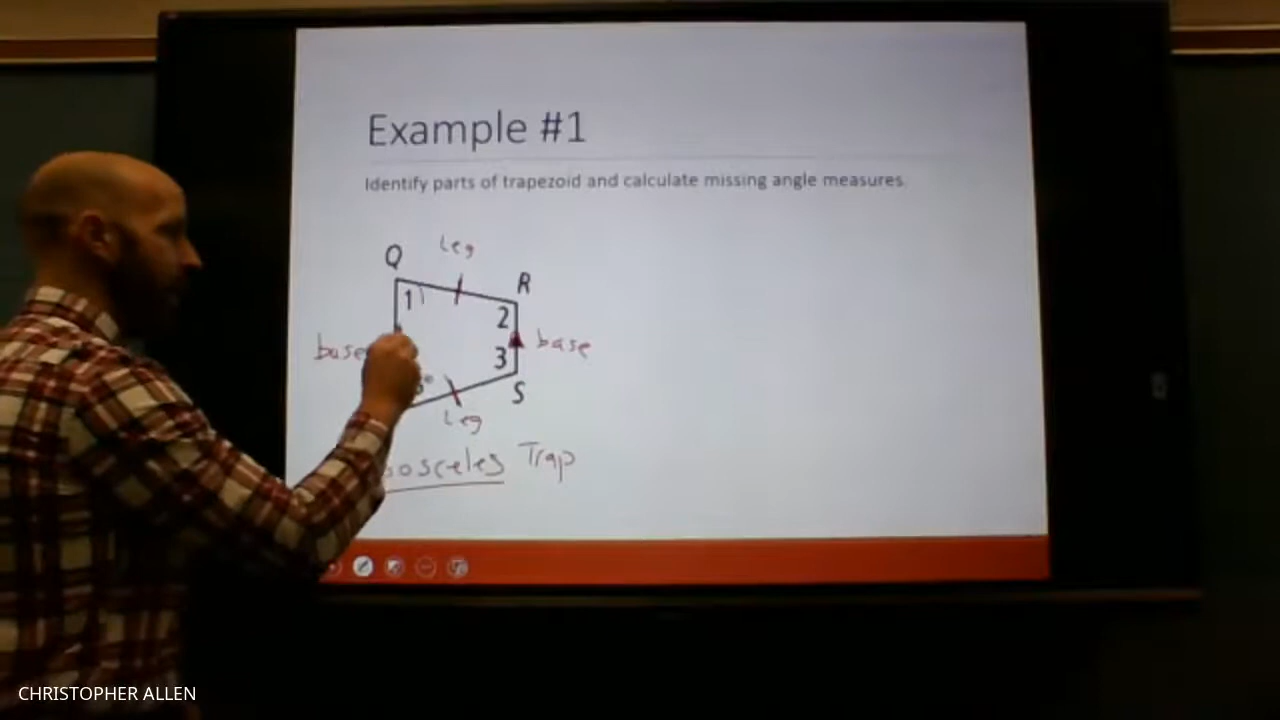 Example #1
Identify parts of trapezoid and calculate missing angle measures.
Leg
Q
R
1
2
base
base
3
S
Leg
Trap
CHRISTOPHER ALLEN